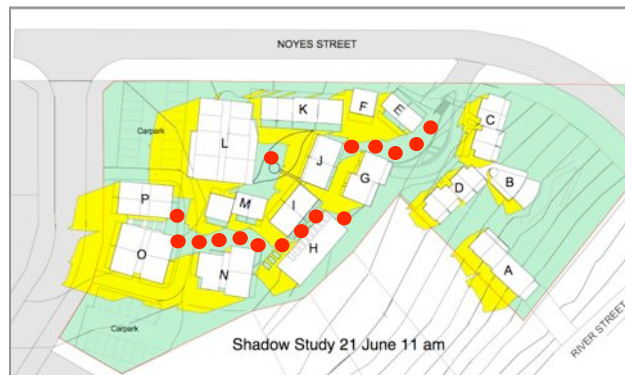 NOYES STREET
K
F
E
C
Carpark
L
J
G
B
D
P
M
I
H
A
O
N
Carpark
Shadow Study 21 June 11 am
RIVER STREET